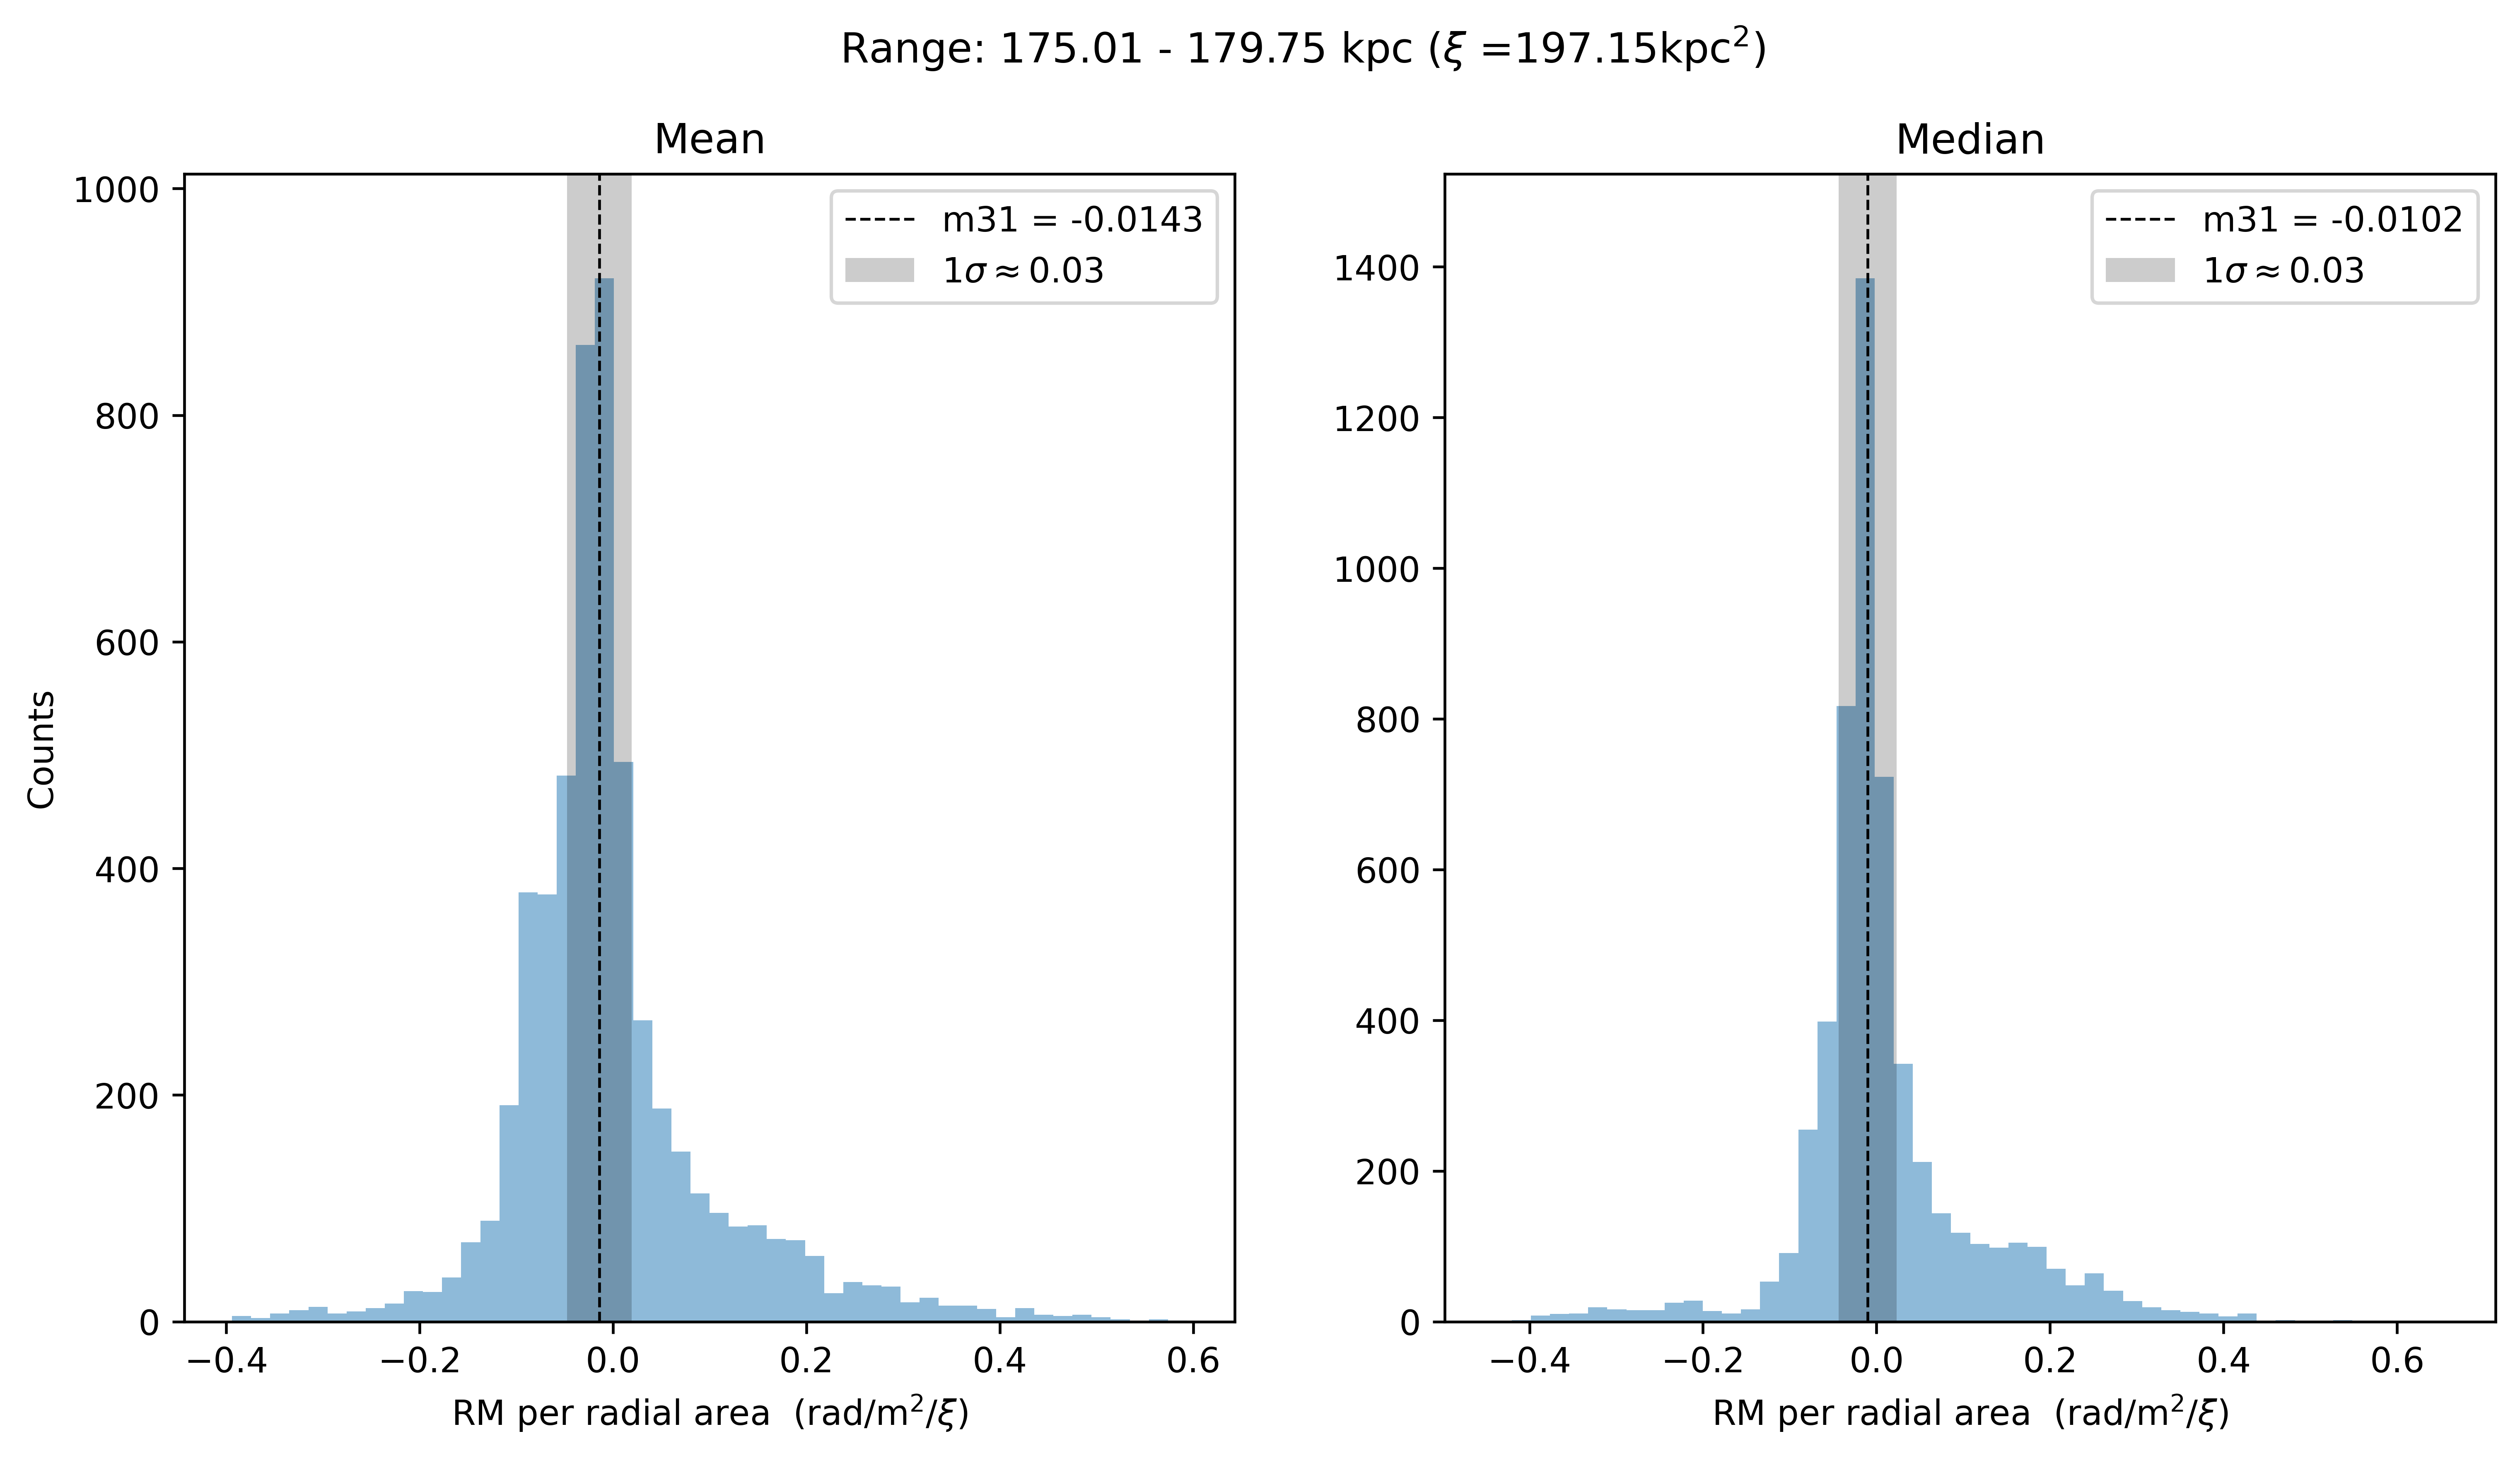 Range: 175.01 - 179.75 kpc (ξ =197.15kpc²)
Mean
m31 = -0.0143
1σ ≈ 0.03
1000
800
600
400
200
0
Counts
−0.4 −0.2 0.0 0.2 0.4 0.6
RM per radial area (rad/m²/ξ)
Median
m31 = -0.0102
1σ ≈ 0.03
1400
1200
1000
800
600
400
200
0
−0.4 −0.2 0.0 0.2 0.4 0.6
RM per radial area (rad/m²/ξ)